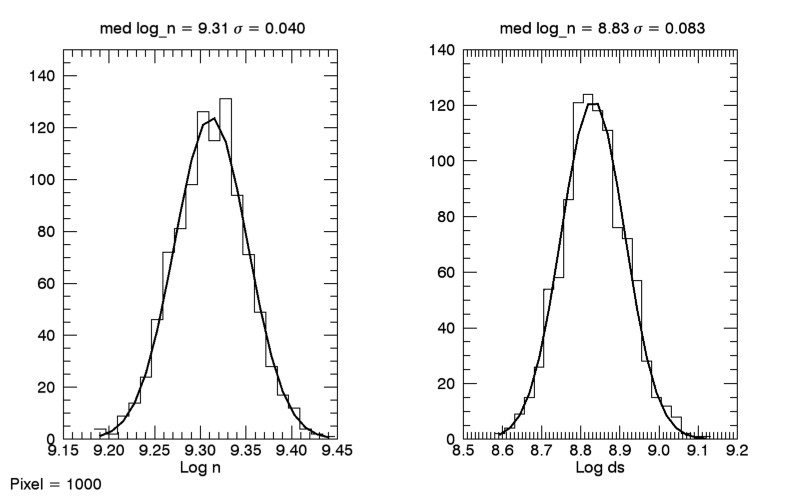 med log_n = 9.31 σ = 0.040
med log_n = 8.83 σ = 0.083
140
120
100
80
60
40
20
0
9.15 9.20 9.25 9.30 9.35 9.40 9.45
Log n
140
120
100
80
60
40
20
0
8.5 8.6 8.7 8.8 8.9 9.0 9.1 9.2
Log ds
Pixel = 1000